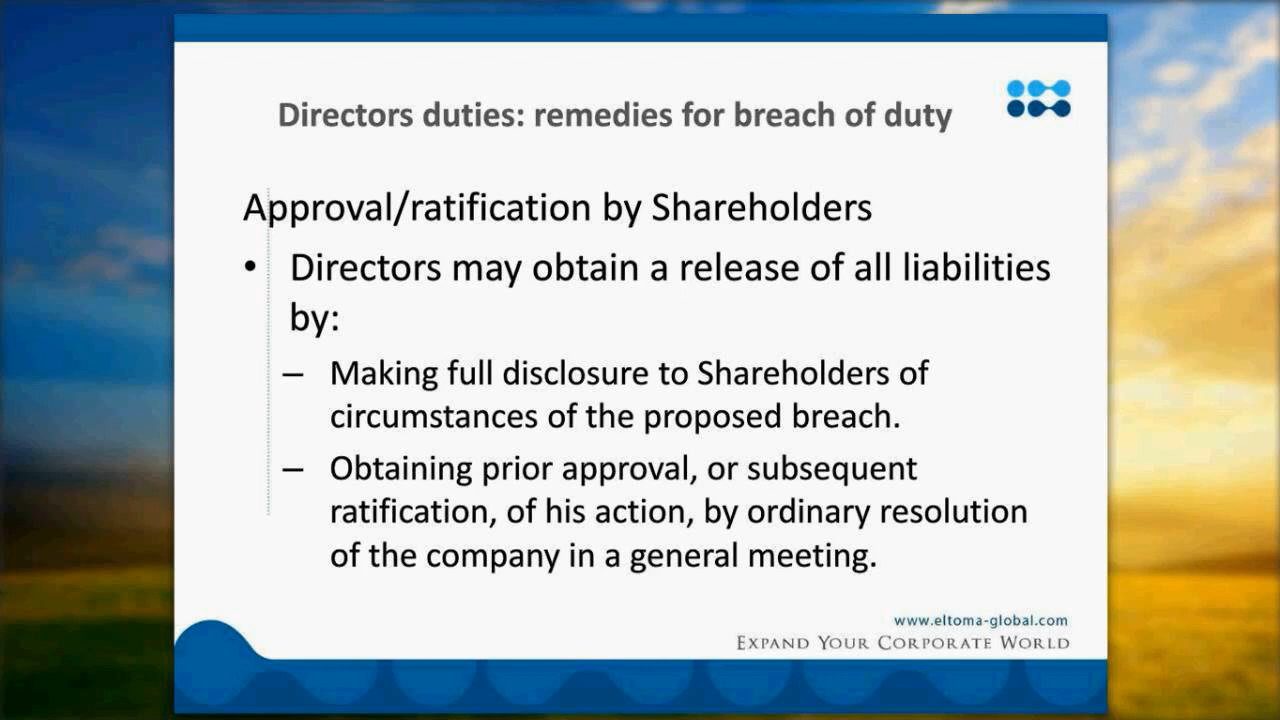 Directors duties: remedies for breach of duty
Approval/ratification by Shareholders
• Directors may obtain a release of all liabilities
by:
– Making full disclosure to Shareholders of
circumstances of the proposed breach.
– Obtaining prior approval, or subsequent
ratification, of his action, by ordinary resolution
of the company in a general meeting.
www.eltoma-global.com
EXPAND YOUR CORPORATE WORLD